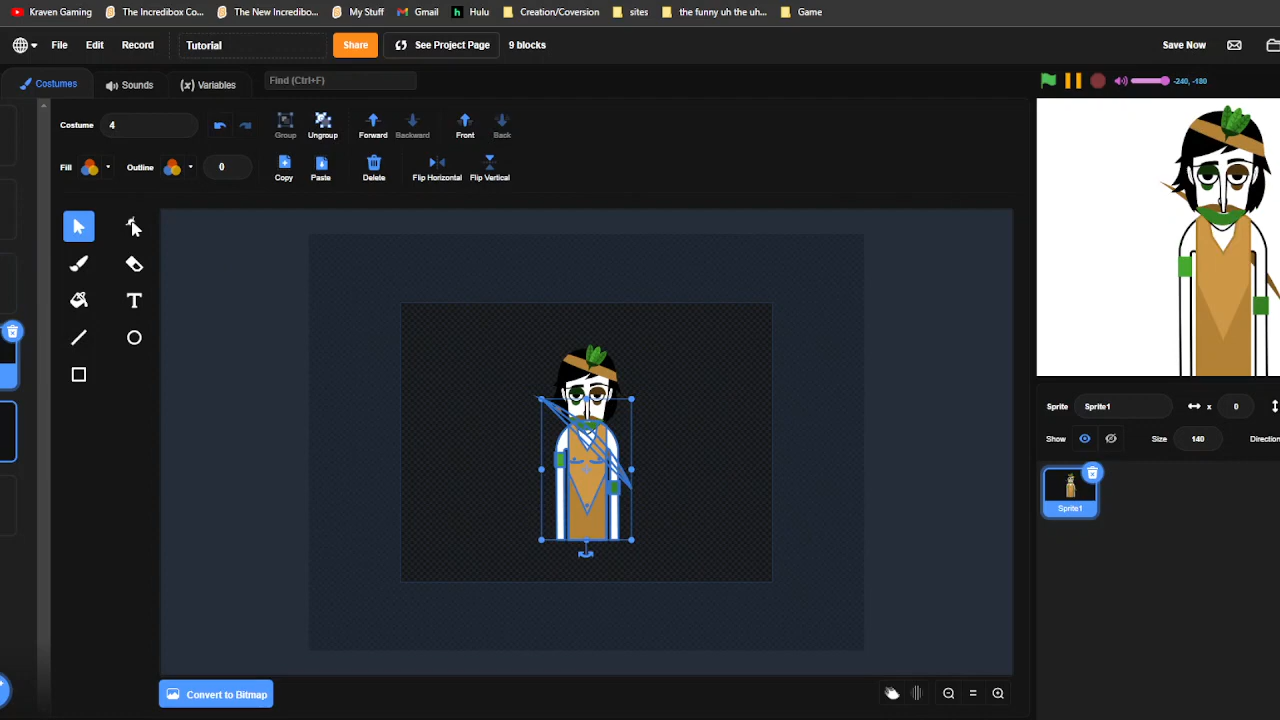 Kraven Gaming The Incredibox Co... The New Incredibo... My Stuff Gmail Hulu Creation/Coversion sites the funny uh the uh... Game
File Edit Record Tutorial Share See Project Page 9 blocks Save Now
Costumes Sounds (x) Variables Find (Ctrl+F) -240, -180
Costume 4 Group Ungroup Forward Backward Front Back
Fill Outline 0 Copy Paste Delete Flip Horizontal Flip Vertical
T
Sprite Sprite1 x 0
Show Size 140 Direction
Sprite1
Convert to Bitmap